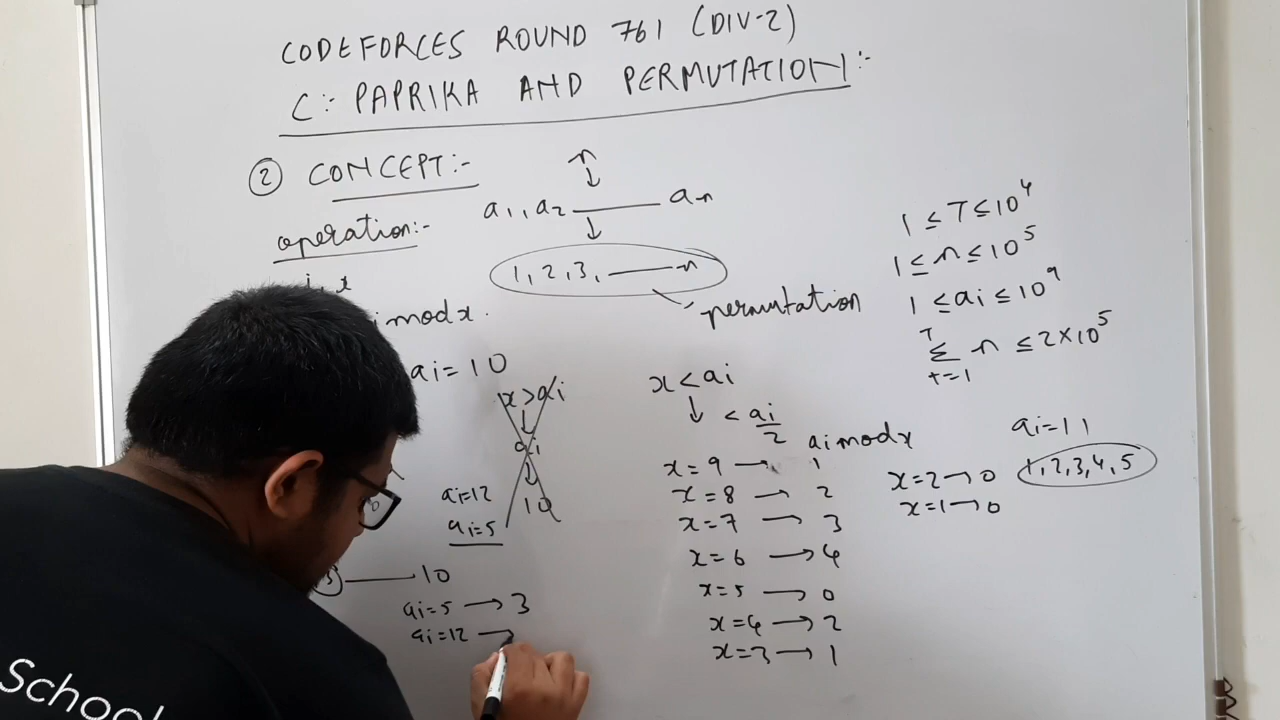 CODEFORCES ROUND 761 (DIV-2)
C:- PAPRIKA AND PERMUTATION:-
② CONCEPT:-
n
↓
a1, a2 ——— an
↓
1, 2, 3, ——— n
permutation
operation:-
i, x
i mod x.
ai = 10
x > ai
↓
ai
↓
10
ai=12
ai=5
——— 10
ai=5 → 3
ai=12 →
x < ai
↓ < ai/2
ai mod x
x=9 → 1
x=8 → 2
x=7 → 3
x=6 → 4
x=5 → 0
x=4 → 2
x=3 → 1
x=2 → 0
x=1 → 0
1 ≤ T ≤ 10^4
1 ≤ n ≤ 10^5
1 ≤ ai ≤ 10^9
T
Σ n ≤ 2×10^5
t=1
ai=11
1, 2, 3, 4, 5
School